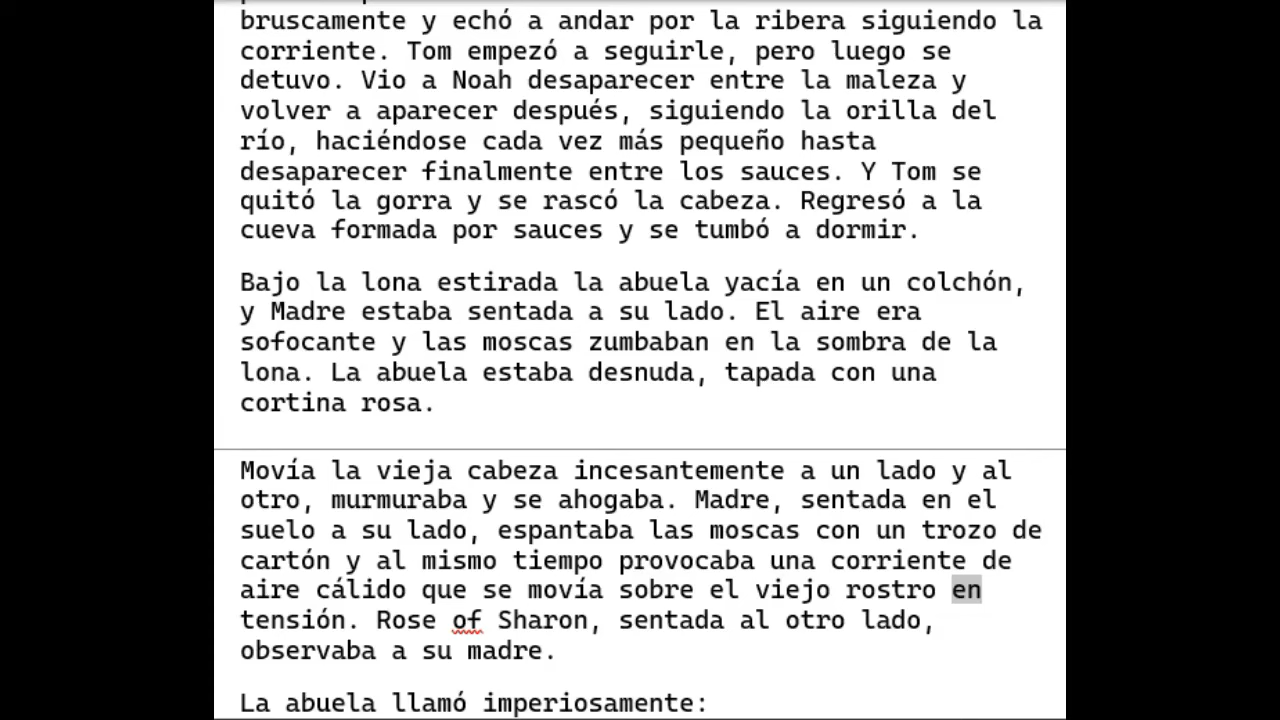 bruscamente y echó a andar por la ribera siguiendo la
corriente. Tom empezó a seguirle, pero luego se
detuvo. Vio a Noah desaparecer entre la maleza y
volver a aparecer después, siguiendo la orilla del
río, haciéndose cada vez más pequeño hasta
desaparecer finalmente entre los sauces. Y Tom se
quitó la gorra y se rascó la cabeza. Regresó a la
cueva formada por sauces y se tumbó a dormir.
Bajo la lona estirada la abuela yacía en un colchón,
y Madre estaba sentada a su lado. El aire era
sofocante y las moscas zumbaban en la sombra de la
lona. La abuela estaba desnuda, tapada con una
cortina rosa.
Movía la vieja cabeza incesantemente a un lado y al
otro, murmuraba y se ahogaba. Madre, sentada en el
suelo a su lado, espantaba las moscas con un trozo de
cartón y al mismo tiempo provocaba una corriente de
aire cálido que se movía sobre el viejo rostro en
tensión. Rose of Sharon, sentada al otro lado,
observaba a su madre.
La abuela llamó imperiosamente: